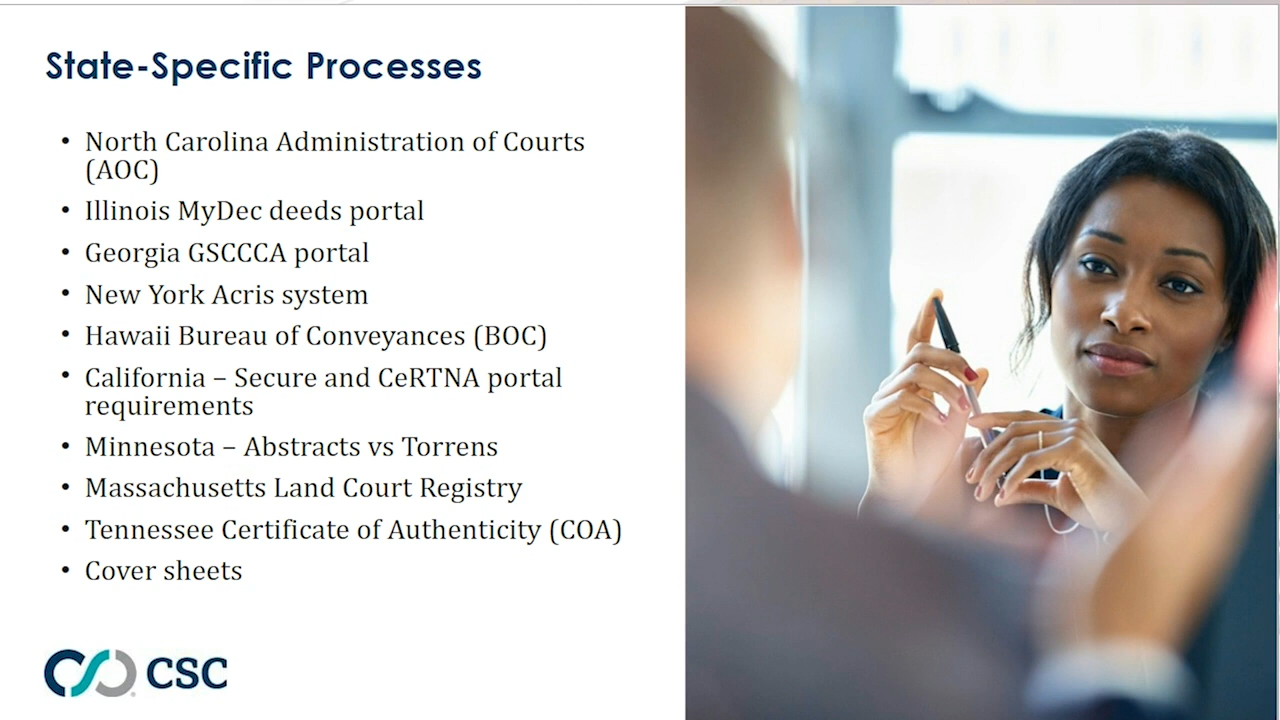 State-Specific Processes
• North Carolina Administration of Courts
(AOC)
• Illinois MyDec deeds portal
• Georgia GSCCCA portal
• New York Acris system
• Hawaii Bureau of Conveyances (BOC)
• California – Secure and CeRTNA portal
requirements
• Minnesota – Abstracts vs Torrens
• Massachusetts Land Court Registry
• Tennessee Certificate of Authenticity (COA)
• Cover sheets
CSC